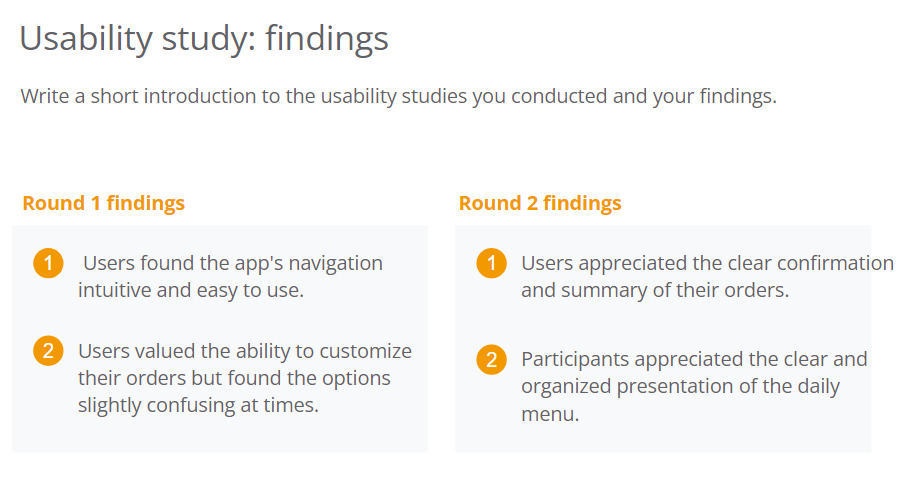 Usability study: findings
Write a short introduction to the usability studies you conducted and your findings.
Round 1 findings
1 Users found the app's navigation
intuitive and easy to use.
2 Users valued the ability to customize
their orders but found the options
slightly confusing at times.
Round 2 findings
1 Users appreciated the clear confirmation
and summary of their orders.
2 Participants appreciated the clear and
organized presentation of the daily
menu.